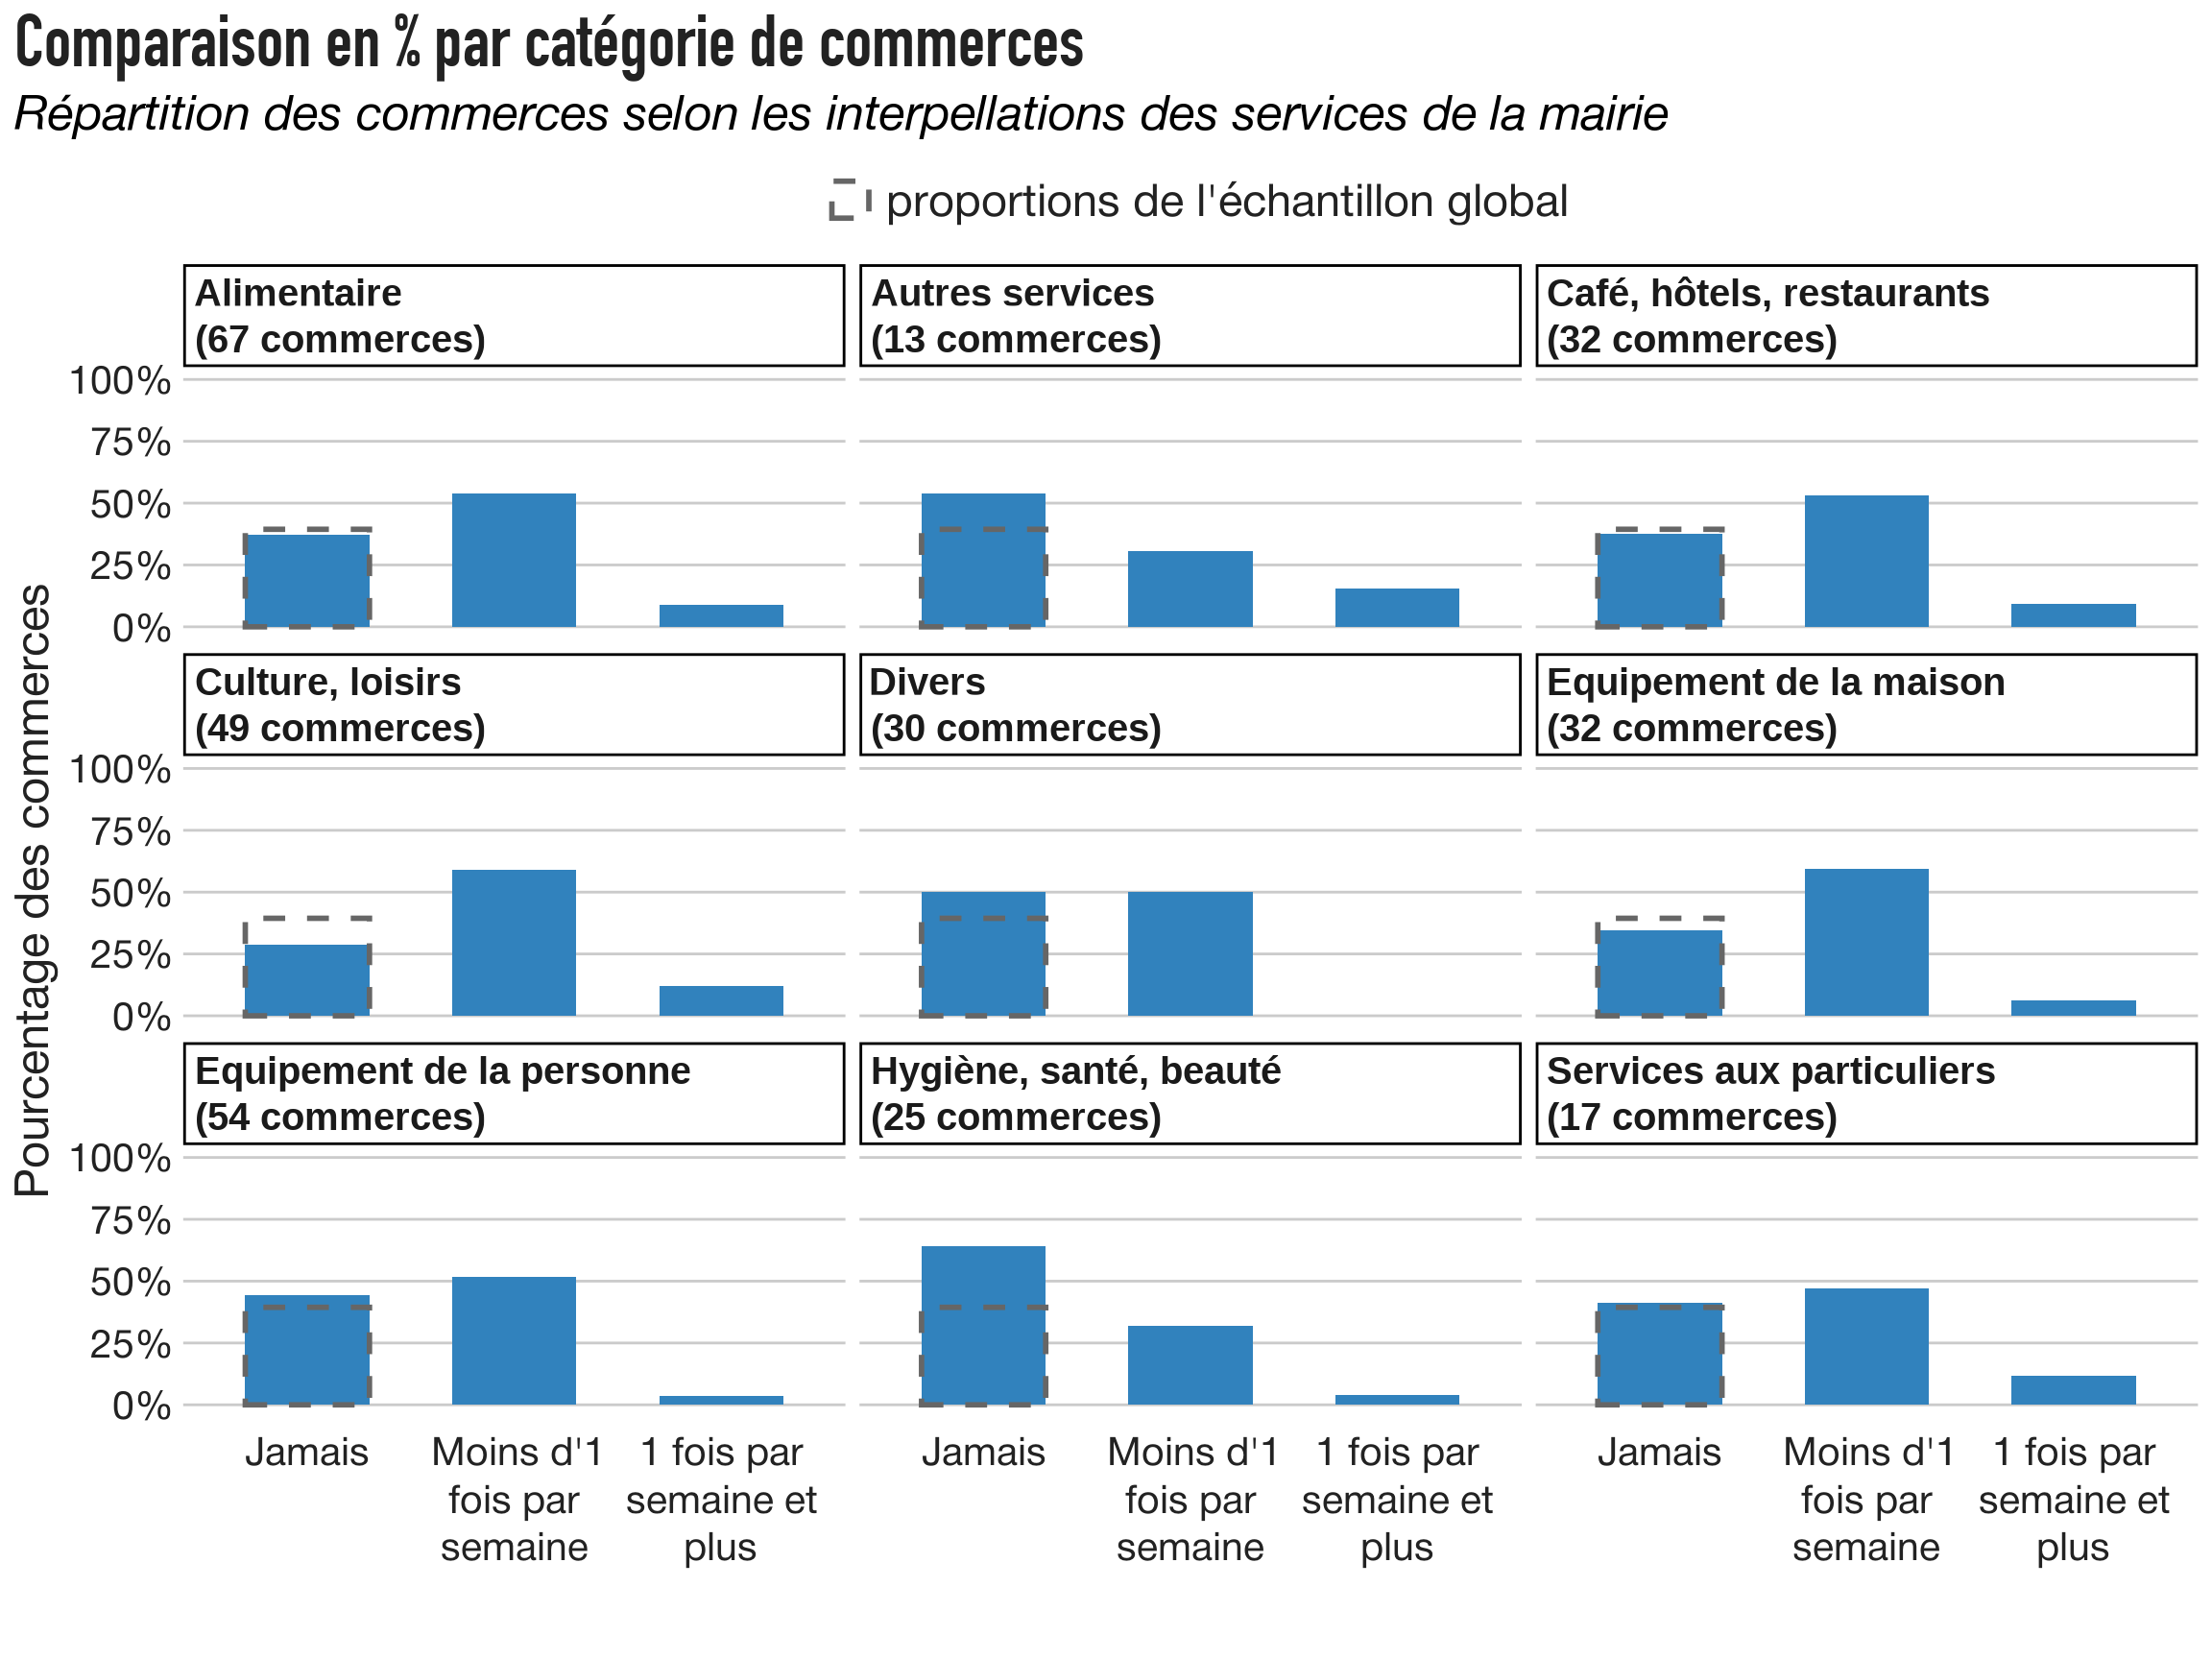 Comparaison en % par catégorie de commerces
Répartition des commerces selon les interpellations des services de la mairie
proportions de l'échantillon global
Pourcentage des commerces
Alimentaire
(67 commerces)
Autres services
(13 commerces)
Café, hôtels, restaurants
(32 commerces)
100%
75%
50%
25%
0%
Culture, loisirs
(49 commerces)
Divers
(30 commerces)
Equipement de la maison
(32 commerces)
100%
75%
50%
25%
0%
Equipement de la personne
(54 commerces)
Hygiène, santé, beauté
(25 commerces)
Services aux particuliers
(17 commerces)
100%
75%
50%
25%
0%
Jamais
Moins d'1
fois par
semaine
1 fois par
semaine et
plus
Jamais
Moins d'1
fois par
semaine
1 fois par
semaine et
plus
Jamais
Moins d'1
fois par
semaine
1 fois par
semaine et
plus